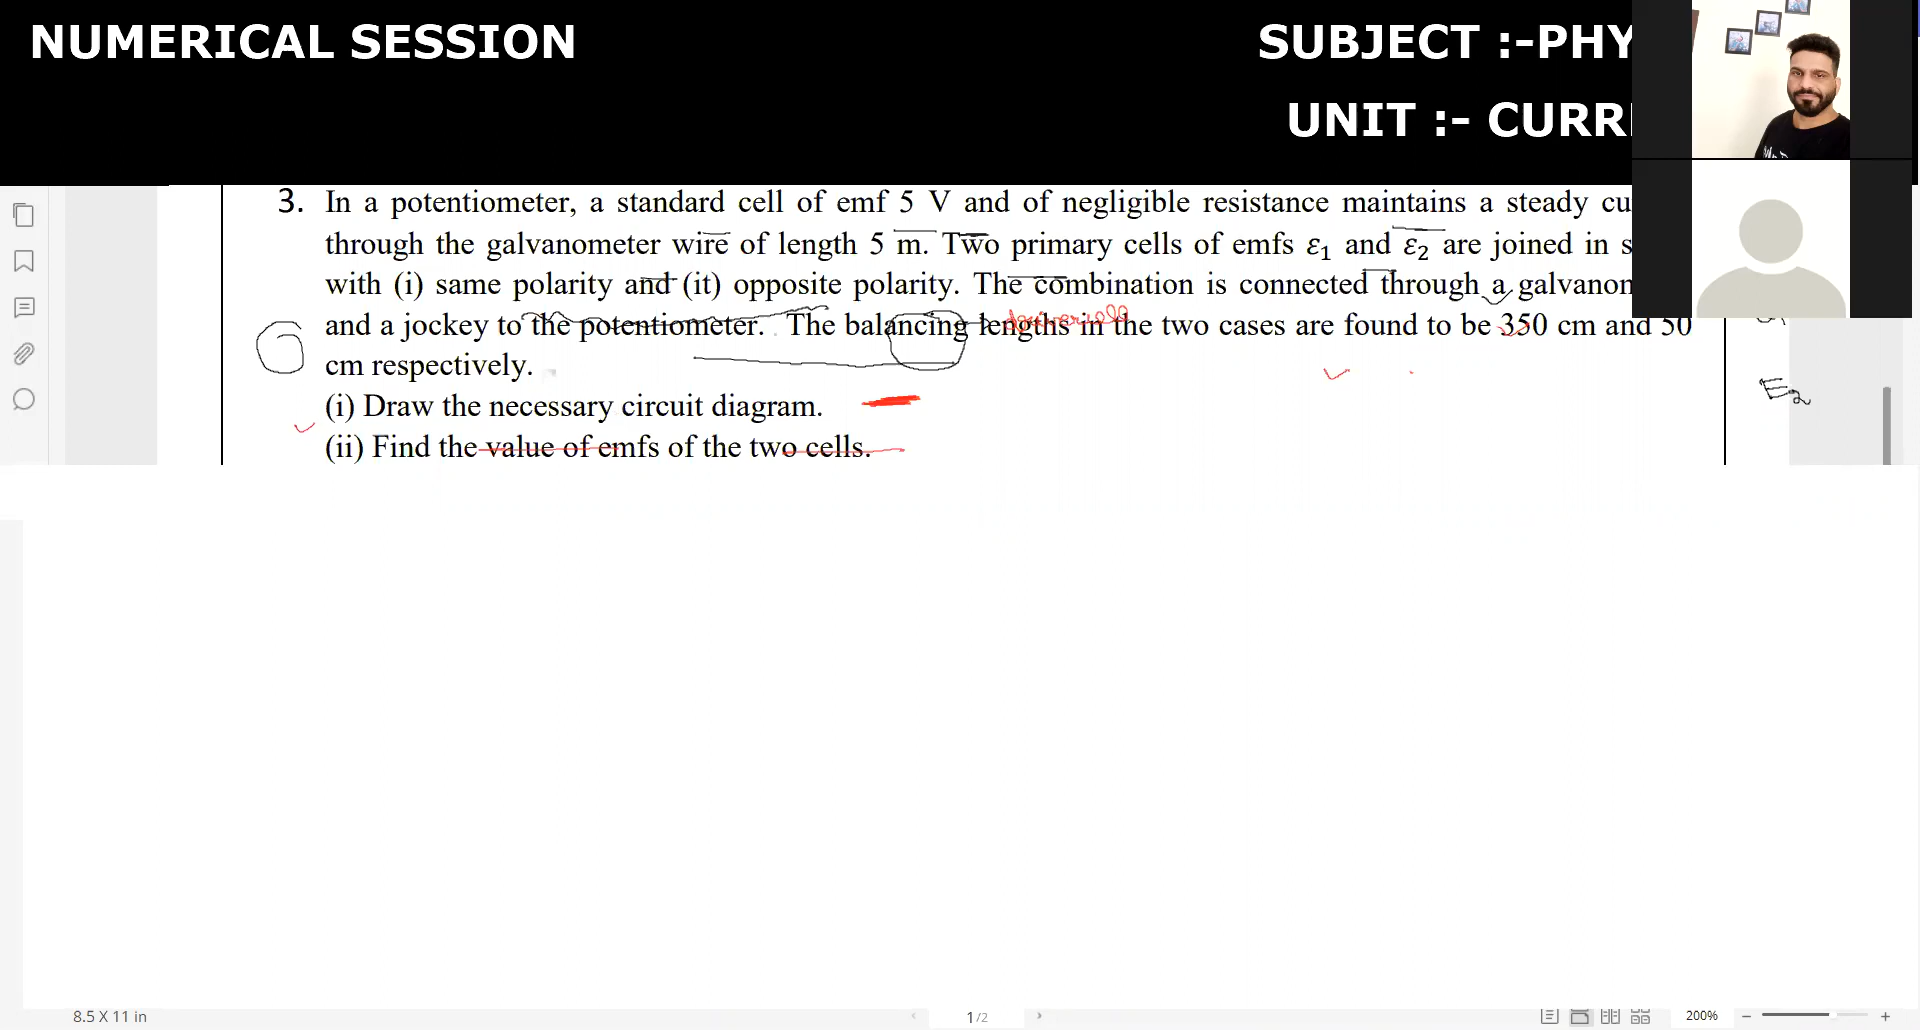 NUMERICAL SESSION
SUBJECT :-PHY
UNIT :- CURR
3. In a potentiometer, a standard cell of emf 5 V and of negligible resistance maintains a steady cu
through the galvanometer wire of length 5 m. Two primary cells of emfs ε₁ and ε₂ are joined in s
with (i) same polarity and (it) opposite polarity. The combination is connected through a galvanon
and a jockey to the potentiometer. The balancing lengths in the two cases are found to be 350 cm and 50
driver cell
cm respectively.
E₂
(i) Draw the necessary circuit diagram.
(ii) Find the value of emfs of the two cells.
8.5 X 11 in
1/2
200%